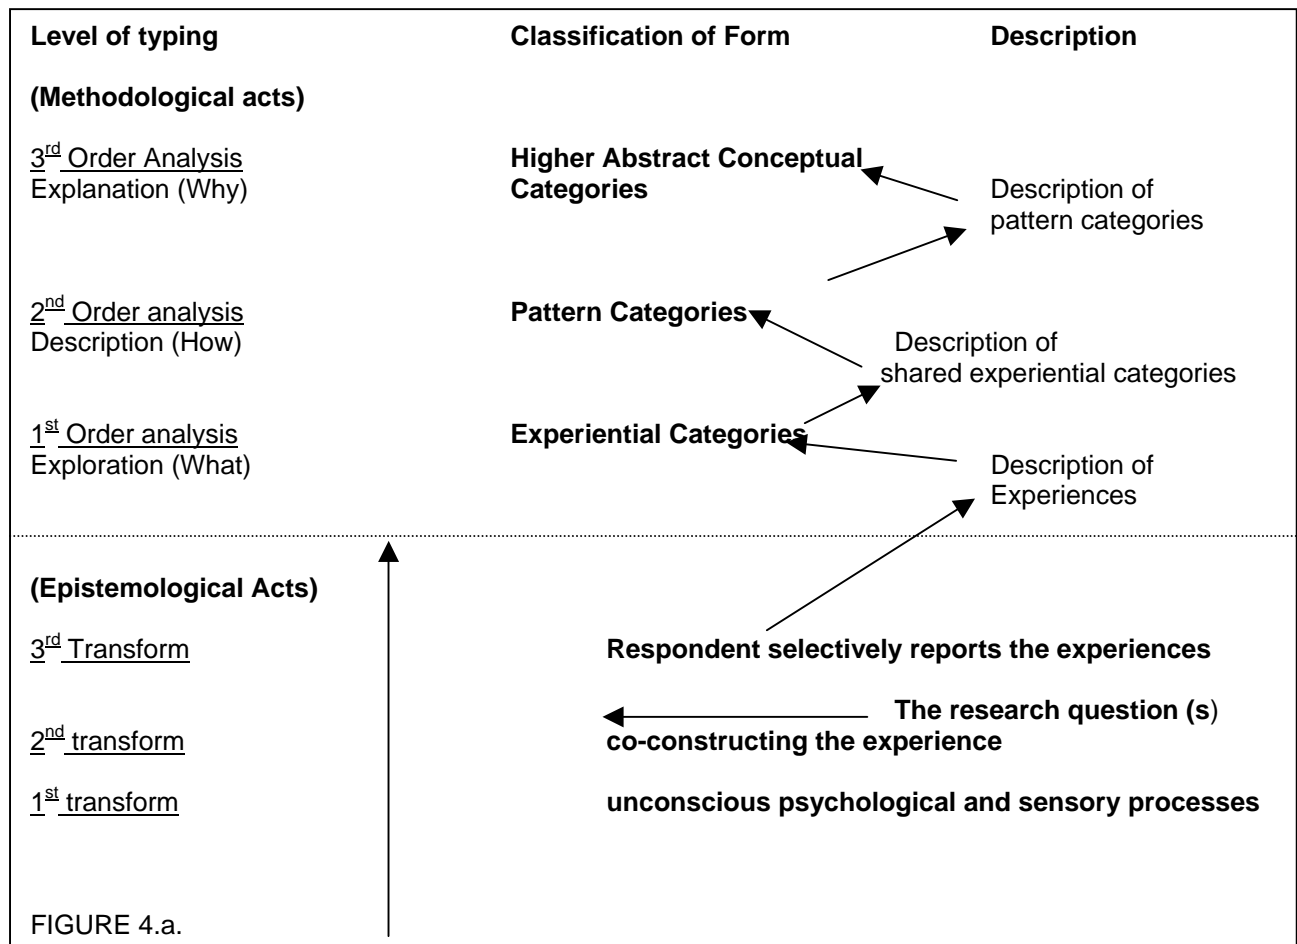 Level of typing Classification of Form Description
(Methodological acts)
3rd Order Analysis Higher Abstract Conceptual
Explanation (Why) Categories Description of
pattern categories
2nd Order analysis Pattern Categories
Description (How) Description of
shared experiential categories
1st Order analysis Experiential Categories
Exploration (What) Description of
Experiences
(Epistemological Acts)
3rd Transform Respondent selectively reports the experiences
The research question (s)
2nd transform co-constructing the experience
1st transform unconscious psychological and sensory processes
FIGURE 4.a.